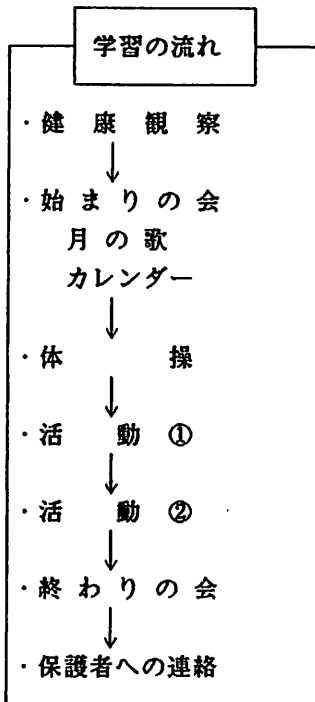 学習の流れ
・健康観察
・始まりの会
月の歌
カレンダー
・体操
・活動①
・活動②
・終わりの会
・保護者への連絡